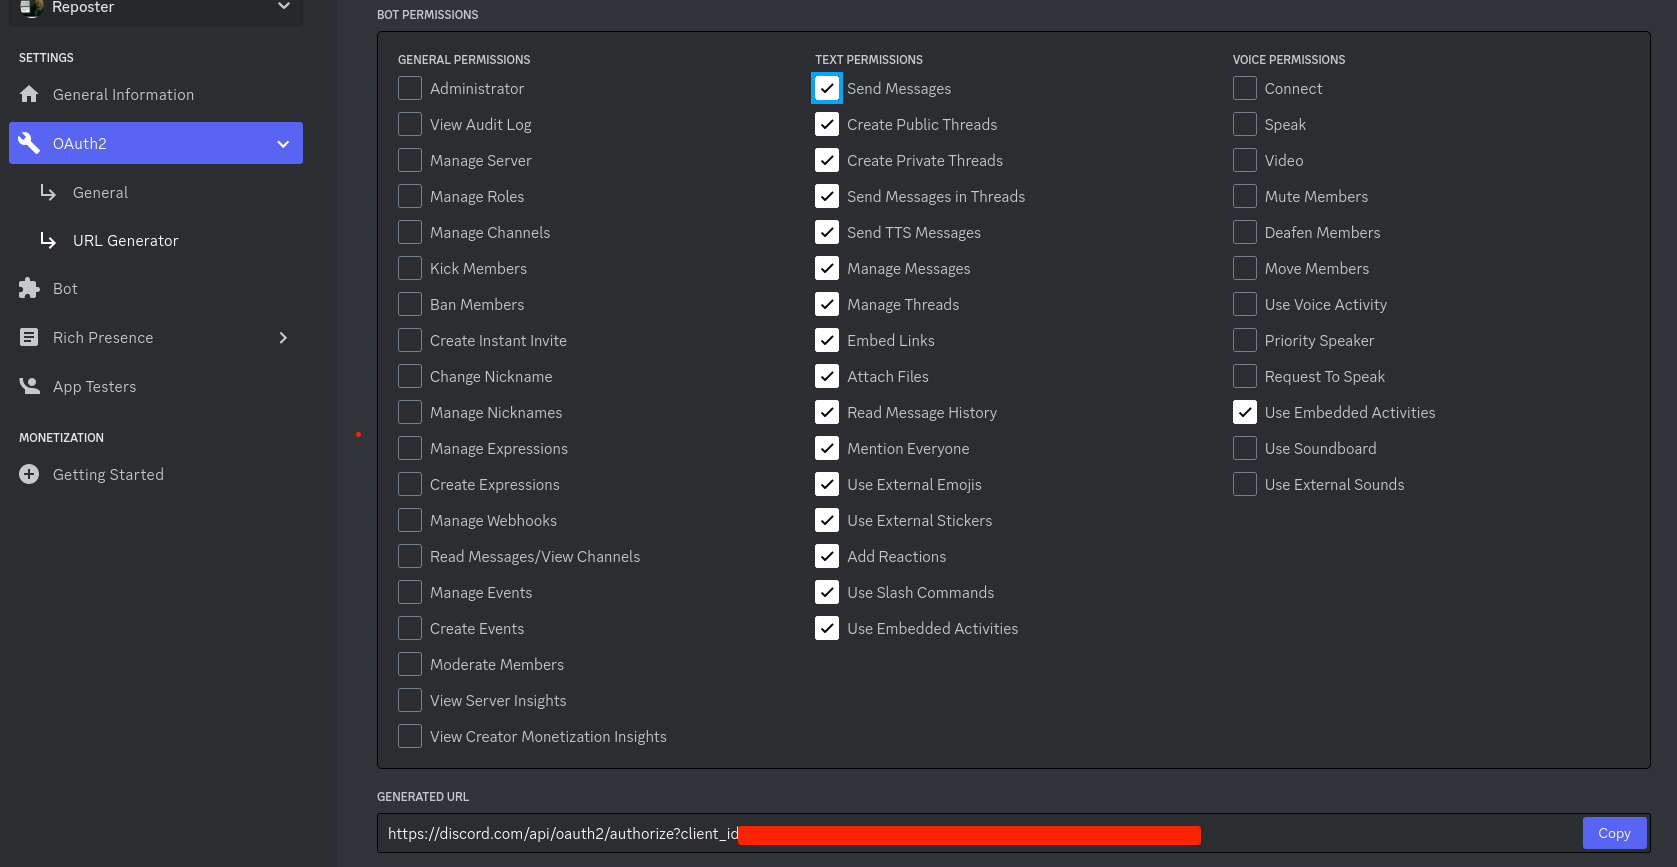 Reposter
SETTINGS
General Information
OAuth2
General
URL Generator
Bot
Rich Presence
App Testers
MONETIZATION
Getting Started
BOT PERMISSIONS
GENERAL PERMISSIONS
Administrator
View Audit Log
Manage Server
Manage Roles
Manage Channels
Kick Members
Ban Members
Create Instant Invite
Change Nickname
Manage Nicknames
Manage Expressions
Create Expressions
Manage Webhooks
Read Messages/View Channels
Manage Events
Create Events
Moderate Members
View Server Insights
View Creator Monetization Insights
TEXT PERMISSIONS
Send Messages
Create Public Threads
Create Private Threads
Send Messages in Threads
Send TTS Messages
Manage Messages
Manage Threads
Embed Links
Attach Files
Read Message History
Mention Everyone
Use External Emojis
Use External Stickers
Add Reactions
Use Slash Commands
Use Embedded Activities
VOICE PERMISSIONS
Connect
Speak
Video
Mute Members
Deafen Members
Move Members
Use Voice Activity
Priority Speaker
Request To Speak
Use Embedded Activities
Use Soundboard
Use External Sounds
GENERATED URL
https://discord.com/api/oauth2/authorize?client_id
Copy